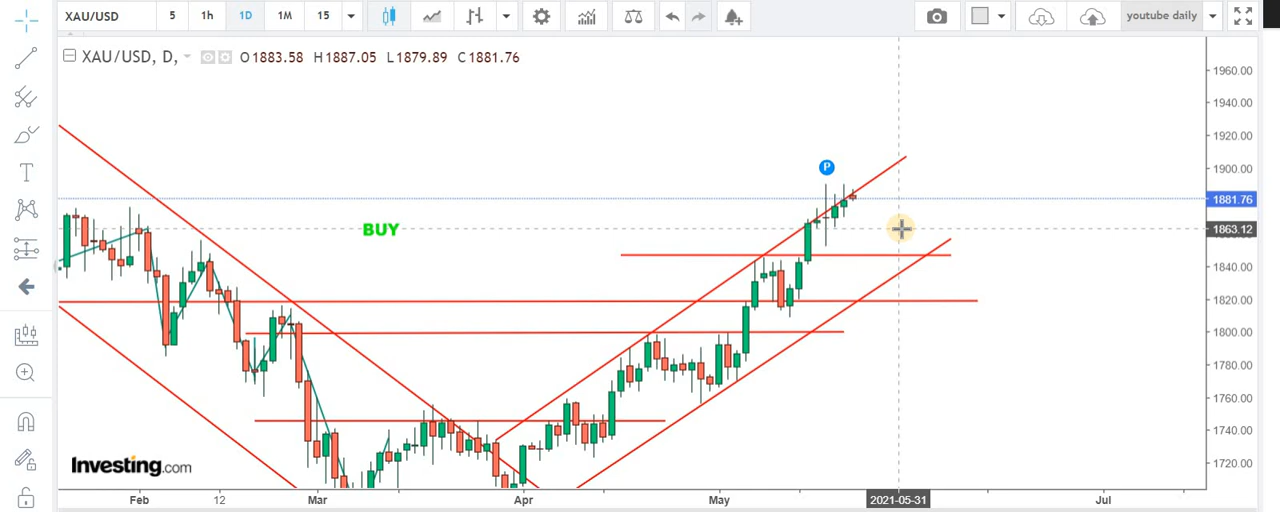 XAU/USD 5 1h 1D 1M 15 youtube daily
XAU/USD, D, O1883.58 H1887.05 L1879.89 C1881.76
1960.00
1940.00
1920.00
1900.00
P
1881.76
BUY
1863.12
1840.00
1820.00
1800.00
1780.00
1760.00
1740.00
Investing.com
1720.00
Feb 12 Mar Apr May 2021-05-31 Jul
T